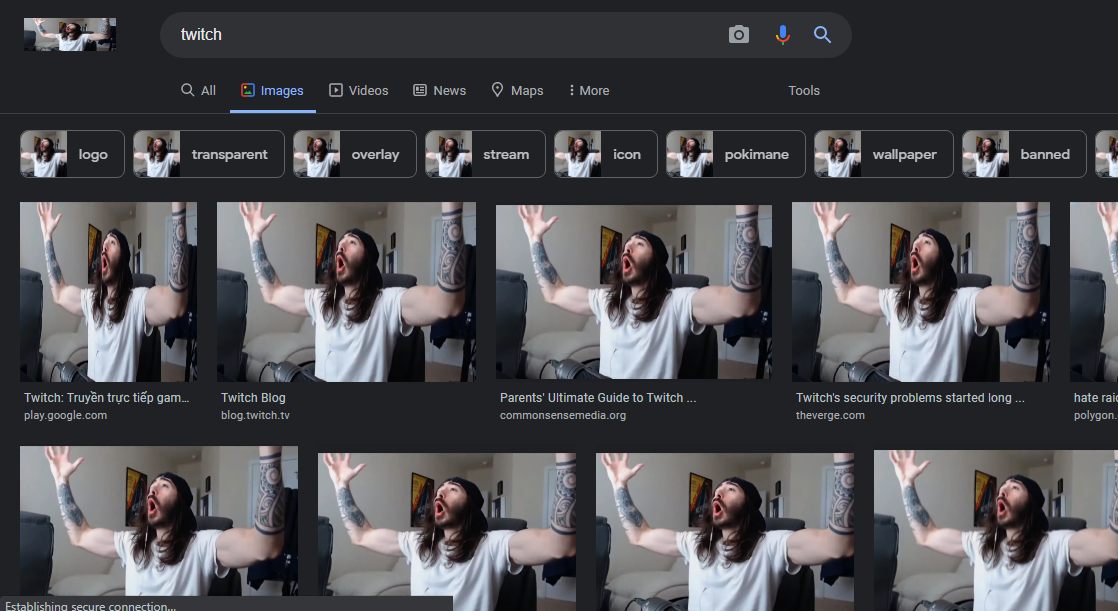 twitch
All Images Videos News Maps More Tools
logo transparent overlay stream icon pokimane wallpaper banned
Twitch: Truyền trực tiếp gam...
play.google.com
Twitch Blog
blog.twitch.tv
Parents' Ultimate Guide to Twitch ...
commonsensemedia.org
Twitch's security problems started long ...
theverge.com
hate raid
polygon.
Establishing secure connection...